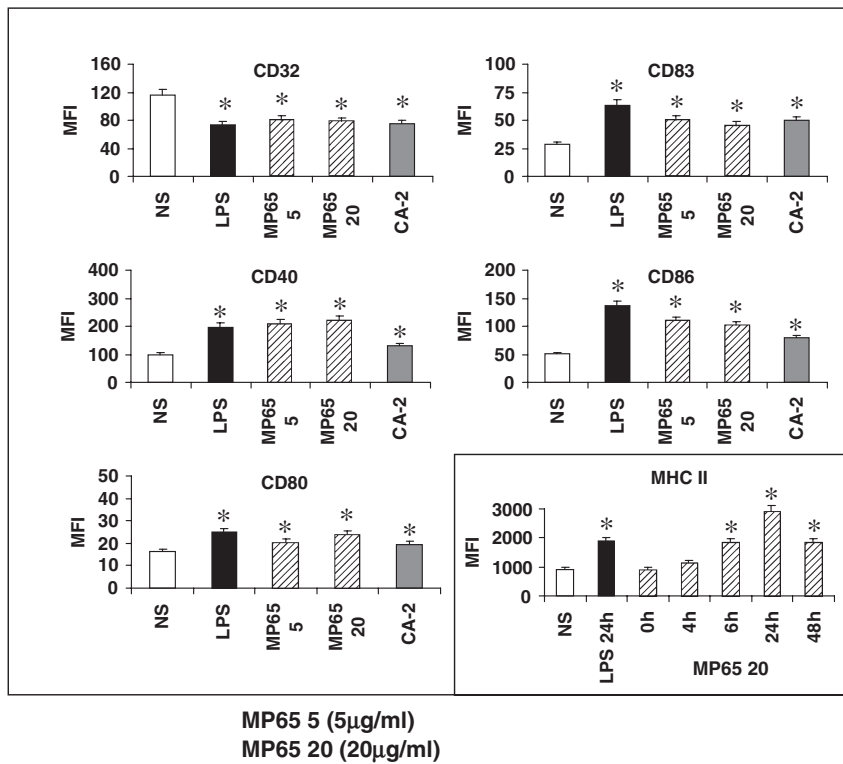 CD32
160
120
80
40
0
MFI
* * * *
NS
LPS
MP65 5
MP65 20
CA-2
CD83
100
75
50
25
0
MFI
* * * *
NS
LPS
MP65 5
MP65 20
CA-2
CD40
400
300
200
100
0
MFI
* * * *
NS
LPS
MP65 5
MP65 20
CA-2
CD86
200
150
100
50
0
MFI
* * * *
NS
LPS
MP65 5
MP65 20
CA-2
CD80
50
40
30
20
10
0
MFI
* * * *
NS
LPS
MP65 5
MP65 20
CA-2
MHC II
3000
2000
1000
0
MFI
* * * *
NS
LPS 24h
0h
4h
6h
24h
48h
MP65 20
MP65 5 (5µg/ml)
MP65 20 (20µg/ml)